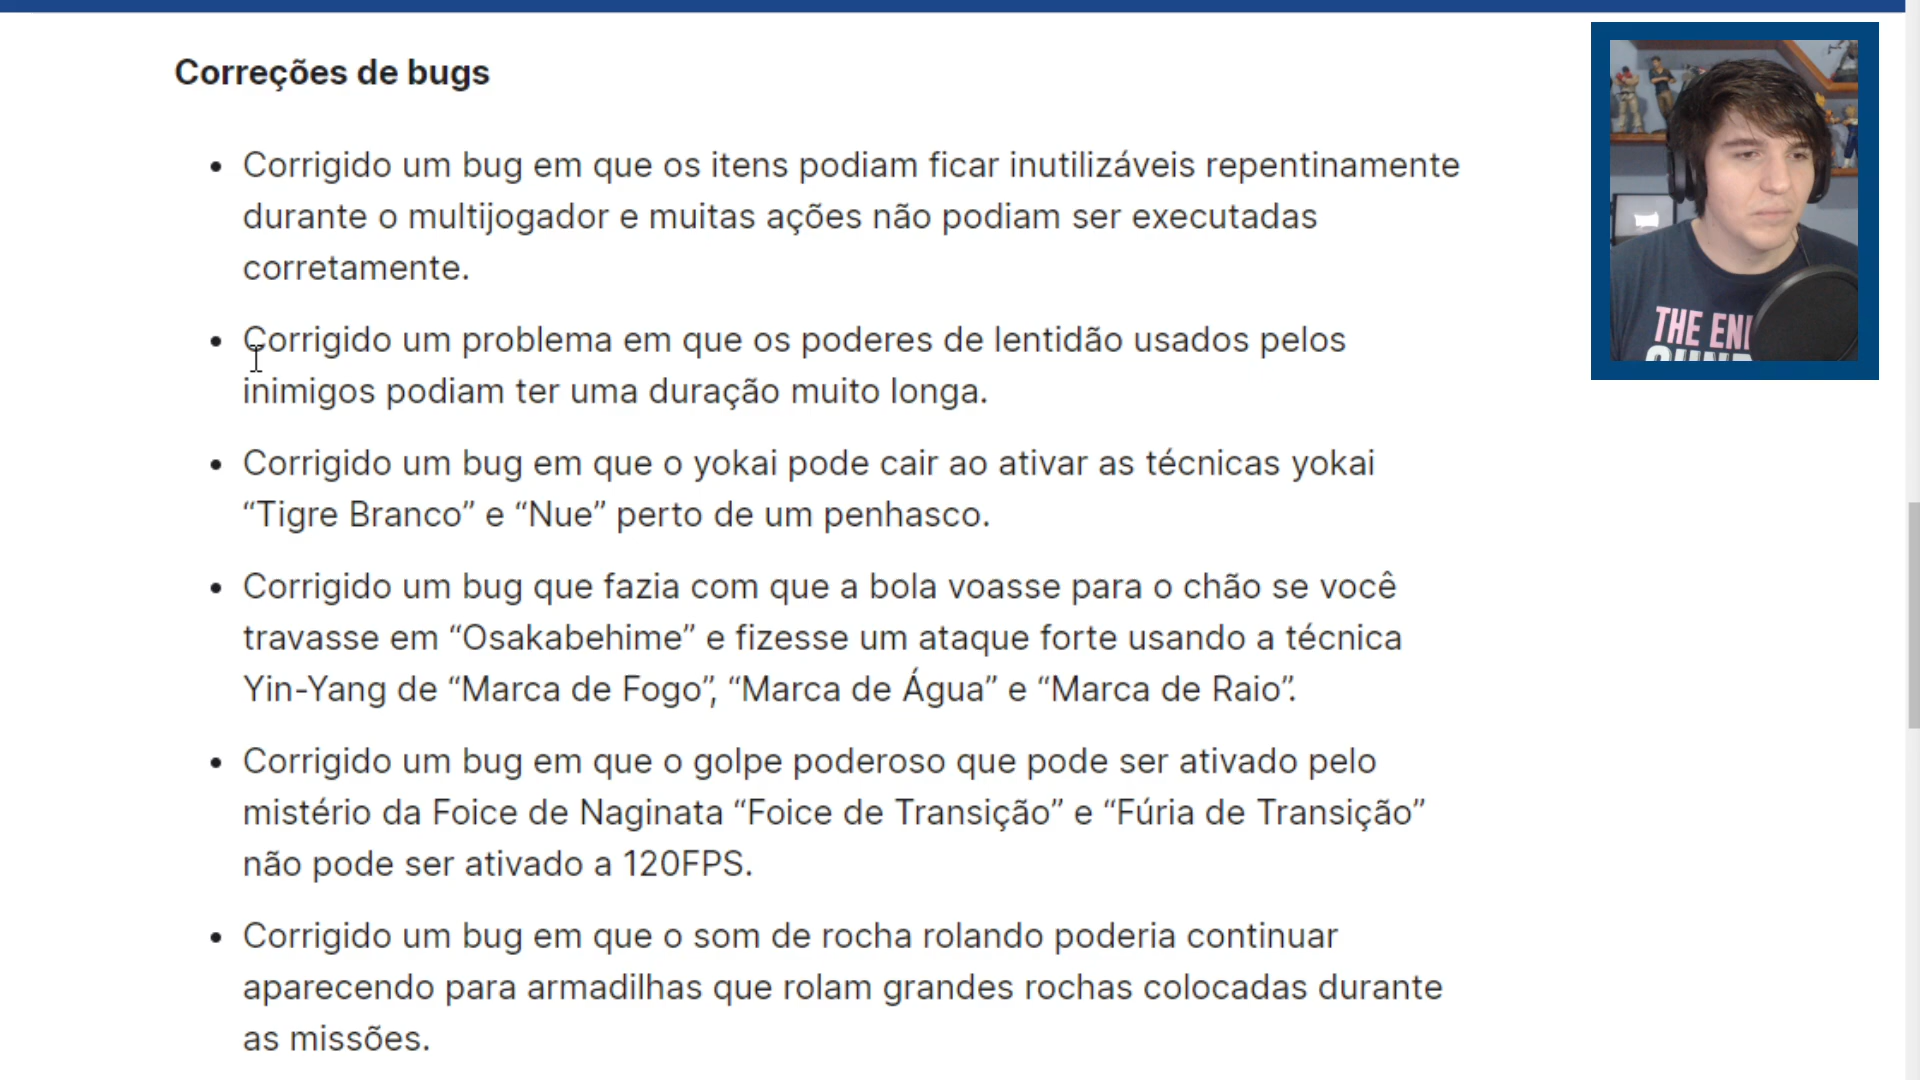 Correções de bugs
• Corrigido um bug em que os itens podiam ficar inutilizáveis repentinamente
durante o multijogador e muitas ações não podiam ser executadas
corretamente.
• Corrigido um problema em que os poderes de lentidão usados pelos
inimigos podiam ter uma duração muito longa.
• Corrigido um bug em que o yokai pode cair ao ativar as técnicas yokai
“Tigre Branco” e “Nue” perto de um penhasco.
• Corrigido um bug que fazia com que a bola voasse para o chão se você
travasse em “Osakabehime” e fizesse um ataque forte usando a técnica
Yin-Yang de “Marca de Fogo”, “Marca de Água” e “Marca de Raio”.
• Corrigido um bug em que o golpe poderoso que pode ser ativado pelo
mistério da Foice de Naginata “Foice de Transição” e “Fúria de Transição”
não pode ser ativado a 120FPS.
• Corrigido um bug em que o som de rocha rolando poderia continuar
aparecendo para armadilhas que rolam grandes rochas colocadas durante
as missões.
THE